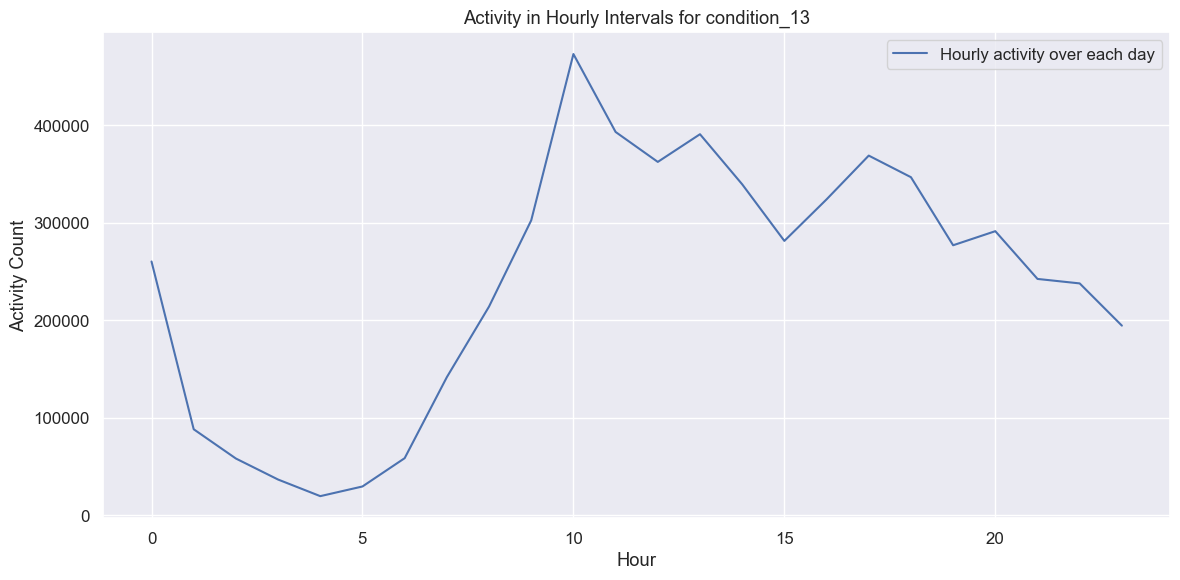 Activity in Hourly Intervals for condition_13
Hourly activity over each day
Activity Count
400000
300000
200000
100000
0
0 5 10 15 20
Hour